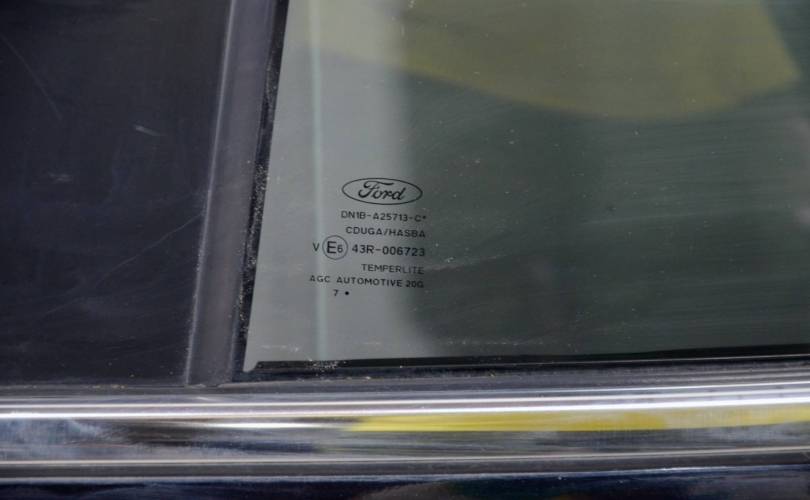 Ford
DN1B-A25713-C*
CDUGA/HASBA
V E6 43R-006723
TEMPERLITE
AGC AUTOMOTIVE 20G
7 •